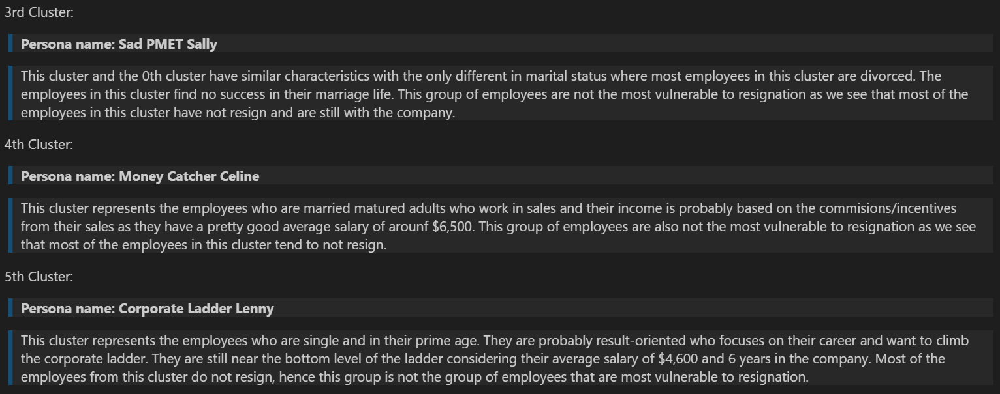 3rd Cluster:
Persona name: Sad PMET Sally
This cluster and the 0th cluster have similar characteristics with the only different in marital status where most employees in this cluster are divorced. The
employees in this cluster find no success in their marriage life. This group of employees are not the most vulnerable to resignation as we see that most of the
employees in this cluster have not resign and are still with the company.
4th Cluster:
Persona name: Money Catcher Celine
This cluster represents the employees who are married matured adults who work in sales and their income is probably based on the commisions/incentives
from their sales as they have a pretty good average salary of arounf $6,500. This group of employees are also not the most vulnerable to resignation as we see
that most of the employees in this cluster tend to not resign.
5th Cluster:
Persona name: Corporate Ladder Lenny
This cluster represents the employees who are single and in their prime age. They are probably result-oriented who focuses on their career and want to climb
the corporate ladder. They are still near the bottom level of the ladder considering their average salary of $4,600 and 6 years in the company. Most of the
employees from this cluster do not resign, hence this group is not the group of employees that are most vulnerable to resignation.